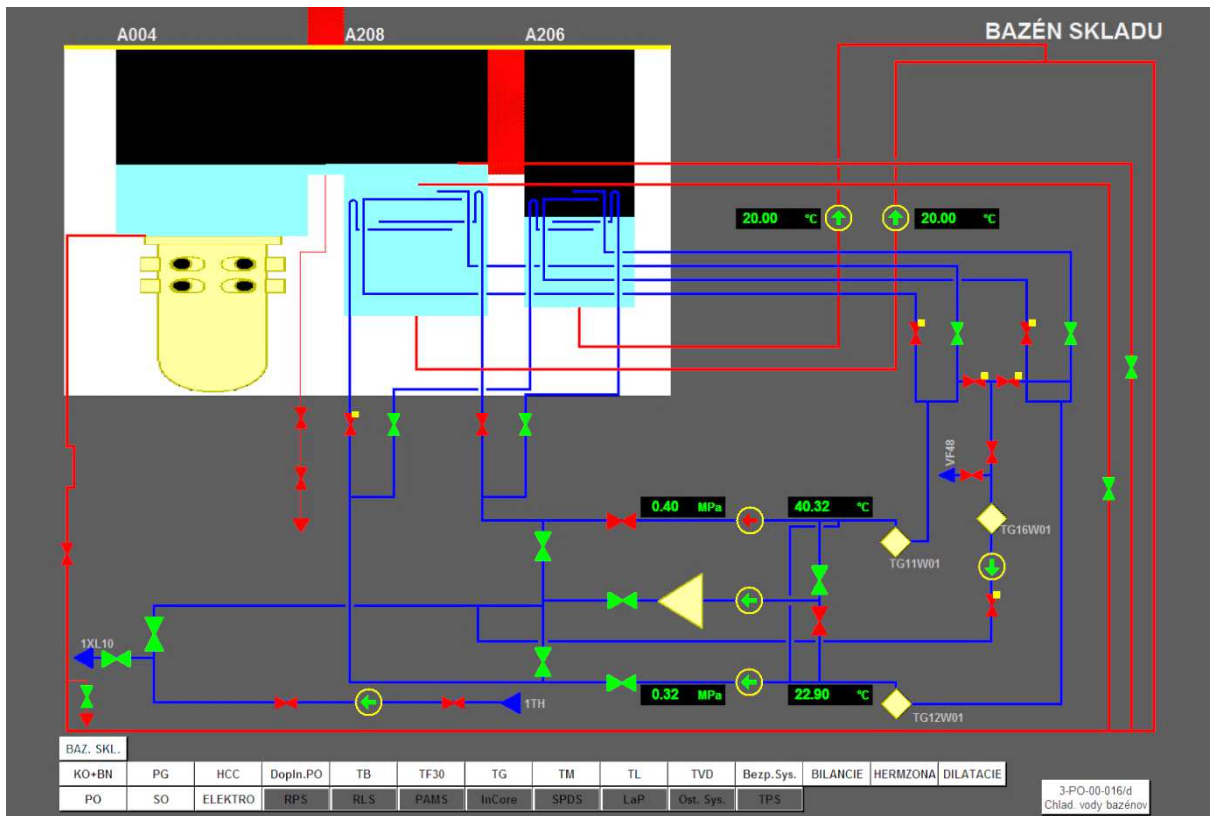 A004 A208 A206
BAZÉN SKLADU
20.00 °C
20.00 °C
VF48
0.40 MPa
40.32 °C
TG16W01
TG11W01
1XL10
0.32 MPa
22.90 °C
1TH
TG12W01
BAZ. SKL.
KO+BN PG HCC Dopln.PO TB TF30 TG TM TL TVD Bezp.Sys. BILANCIE HERMZONA DILATACIE
PO SO ELEKTRO RPS RLS PAMS InCore SPDS LaP Ost. Sys. TPS
3-PO-00-016/d
Chlad. vody bazénov